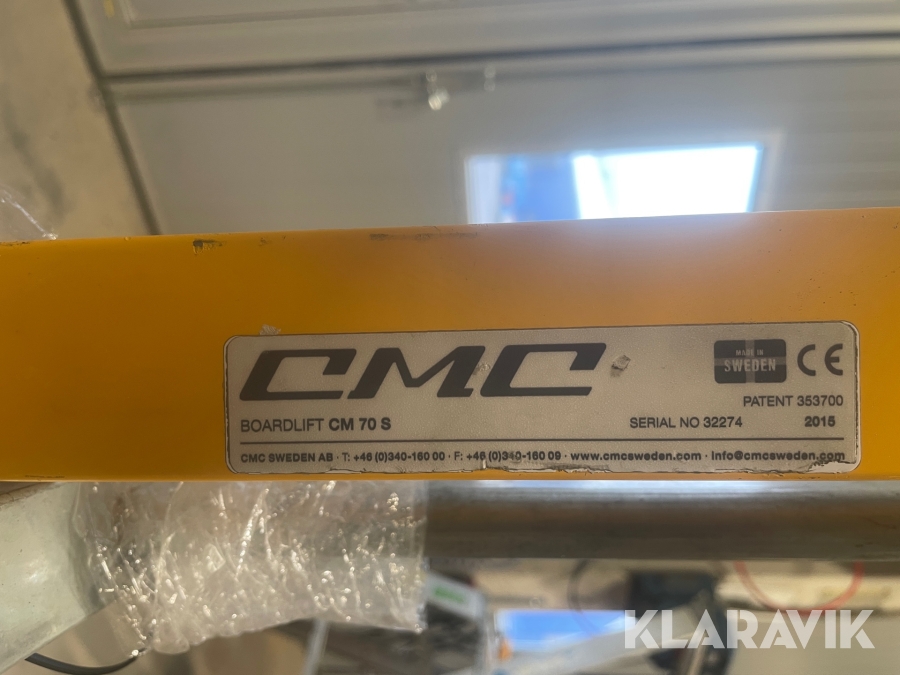 CMC
MADE IN
SWEDEN
CE
PATENT 353700
BOARDLIFT CM 70 S
SERIAL NO 32274
2015
CMC SWEDEN AB · T: +46 (0)340-160 00 · F: +46 (0)340-160 09 · www.cmcsweden.com · info@cmcsweden.com
KLARAVIK